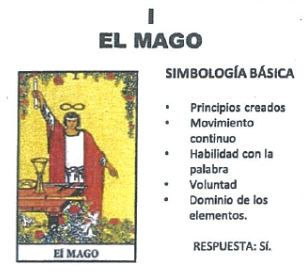 I
EL MAGO
SIMBOLOGÍA BÁSICA
• Principios creados
• Movimiento
continuo
• Habilidad con la
palabra
• Voluntad
• Dominio de los
elementos.
RESPUESTA: SÍ.
El MAGO